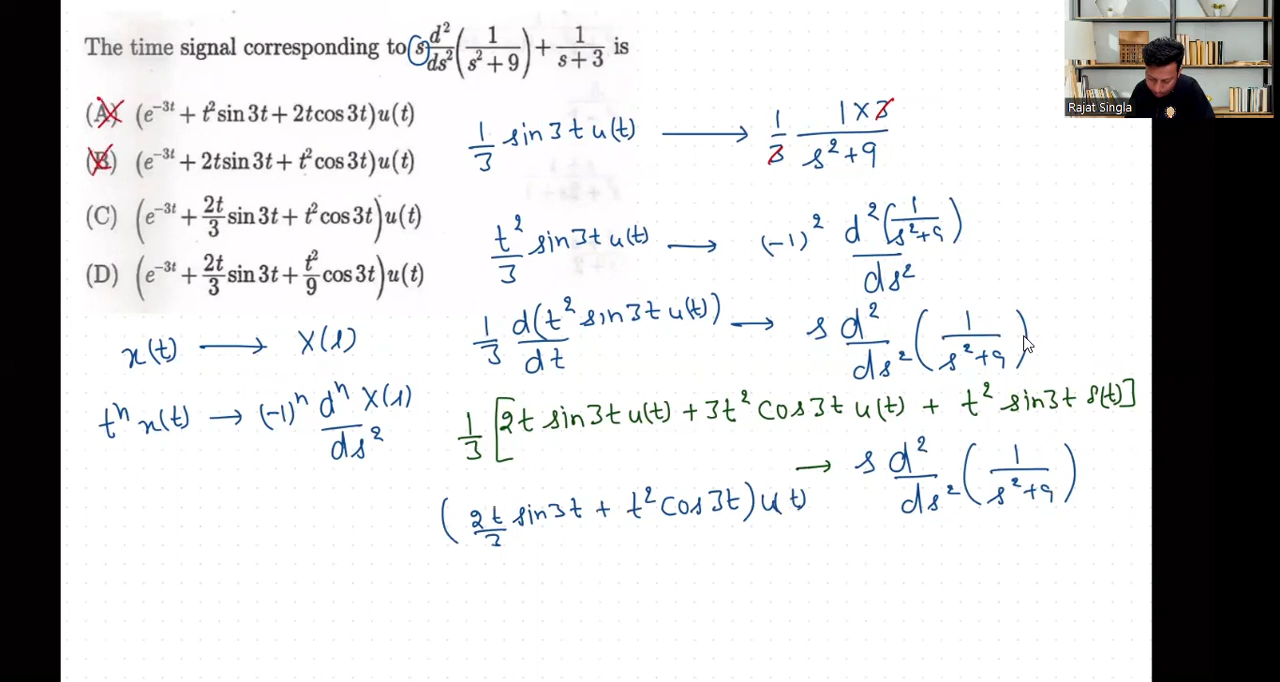 The time signal corresponding to s d²/ds² (1/(s² + 9)) + 1/(s + 3) is
(A) (e⁻³ᵗ + t² sin 3t + 2t cos 3t) u(t)
(B) (e⁻³ᵗ + 2t sin 3t + t² cos 3t) u(t)
(C) (e⁻³ᵗ + 2t/3 sin 3t + t² cos 3t) u(t)
(D) (e⁻³ᵗ + 2t/3 sin 3t + t²/9 cos 3t) u(t)
x(t) → X(s)
tⁿ x(t) → (-1)ⁿ dⁿ X(s)/ds²
1/3 sin 3t u(t) → 1/3 (1 × 3)/(s² + 9)
t²/3 sin 3t u(t) → (-1)² d²(1/(s² + 9))/ds²
1/3 d(t² sin 3t u(t))/dt → s d²/ds² (1/(s² + 9))
1/3 [2t sin 3t u(t) + 3t² cos 3t u(t) + t² sin 3t δ(t)]
→ s d²/ds² (1/(s² + 9))
(2t/3 sin 3t + t² cos 3t) u(t)
Rajat Singla